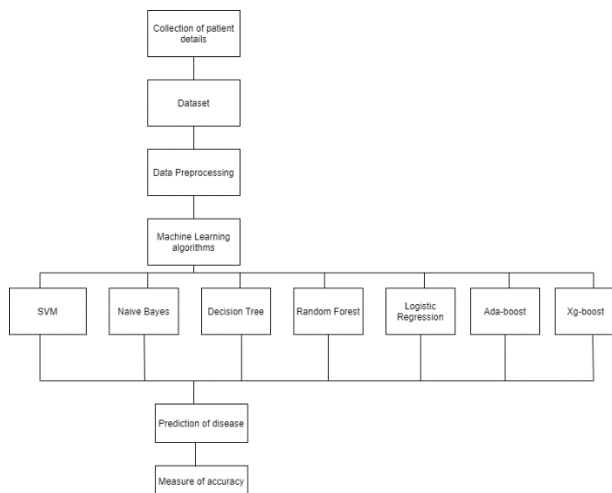 Collection of patient
details
Dataset
Data Preprocessing
Machine Learning
algorithms
SVM
Naive Bayes
Decision Tree
Random Forest
Logistic
Regression
Ada-boost
Xg-boost
Prediction of disease
Measure of accuracy